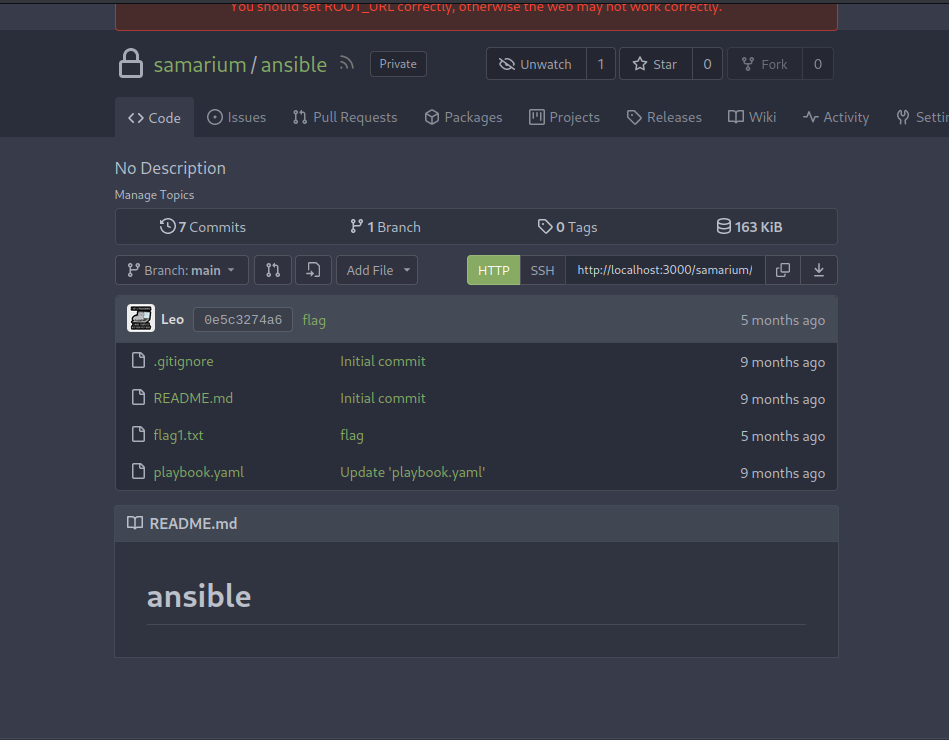 You should set ROOT_URL correctly, otherwise the web may not work correctly.
samarium / ansible Private Unwatch 1 Star 0 Fork 0
Code Issues Pull Requests Packages Projects Releases Wiki Activity
No Description
Manage Topics
7 Commits 1 Branch 0 Tags 163 KiB
Branch: main Add File HTTP SSH http://localhost:3000/samarium/
Leo 0e5c3274a6 flag 5 months ago
.gitignore Initial commit 9 months ago
README.md Initial commit 9 months ago
flag1.txt flag 5 months ago
playbook.yaml Update 'playbook.yaml' 9 months ago
README.md
ansible